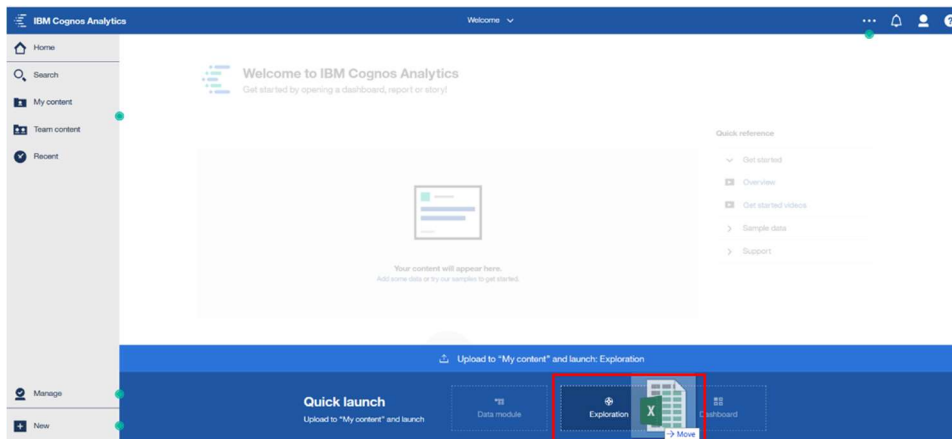 IBM Cognos Analytics
Welcome
Home
Search
My content
Team content
Recent
Welcome to IBM Cognos Analytics
Get started by opening a dashboard, report or story!
Quick reference
Get started
Overview
Get started videos
Sample data
Support
Your content will appear here.
Add some data or try our samples to get started.
Upload to "My content" and launch: Exploration
Manage
New
Quick launch
Upload to "My content" and launch
Data module
Exploration
X
Dashboard
→ Move